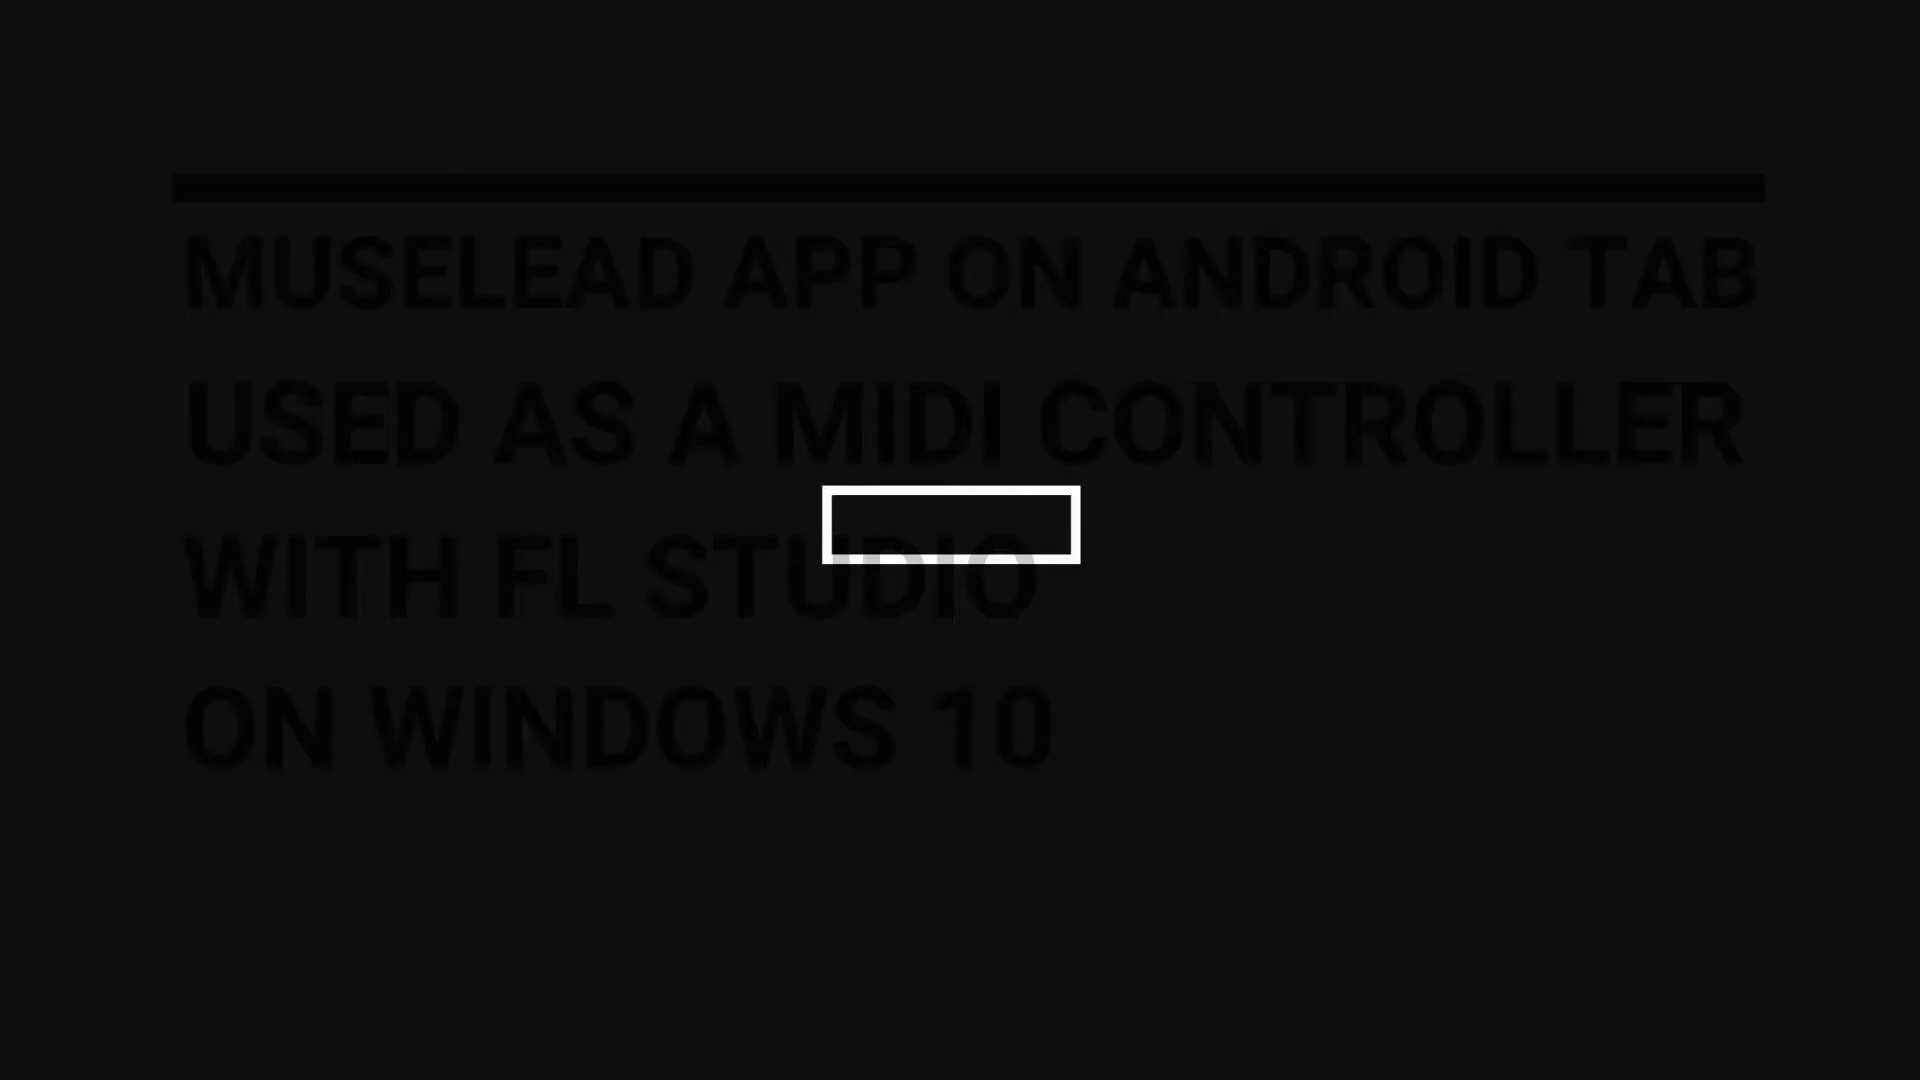 MUSELEAD APP ON ANDROID TAB
USED AS A MIDI CONTROLLER
WITH FL STUDIO
ON WINDOWS 10